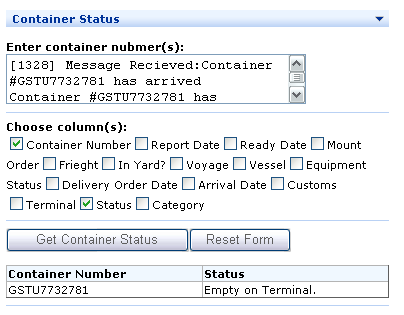 Container Status
Enter container nubmer(s):
[1328] Message Recieved:Container
#GSTU7732781 has arrived
Container #GSTU7732781 has
Choose column(s):
Container Number Report Date Ready Date Mount
Order Frieght In Yard? Voyage Vessel Equipment
Status Delivery Order Date Arrival Date Customs
Terminal Status Category
Get Container Status Reset Form
Container Number Status
GSTU7732781 Empty on Terminal.